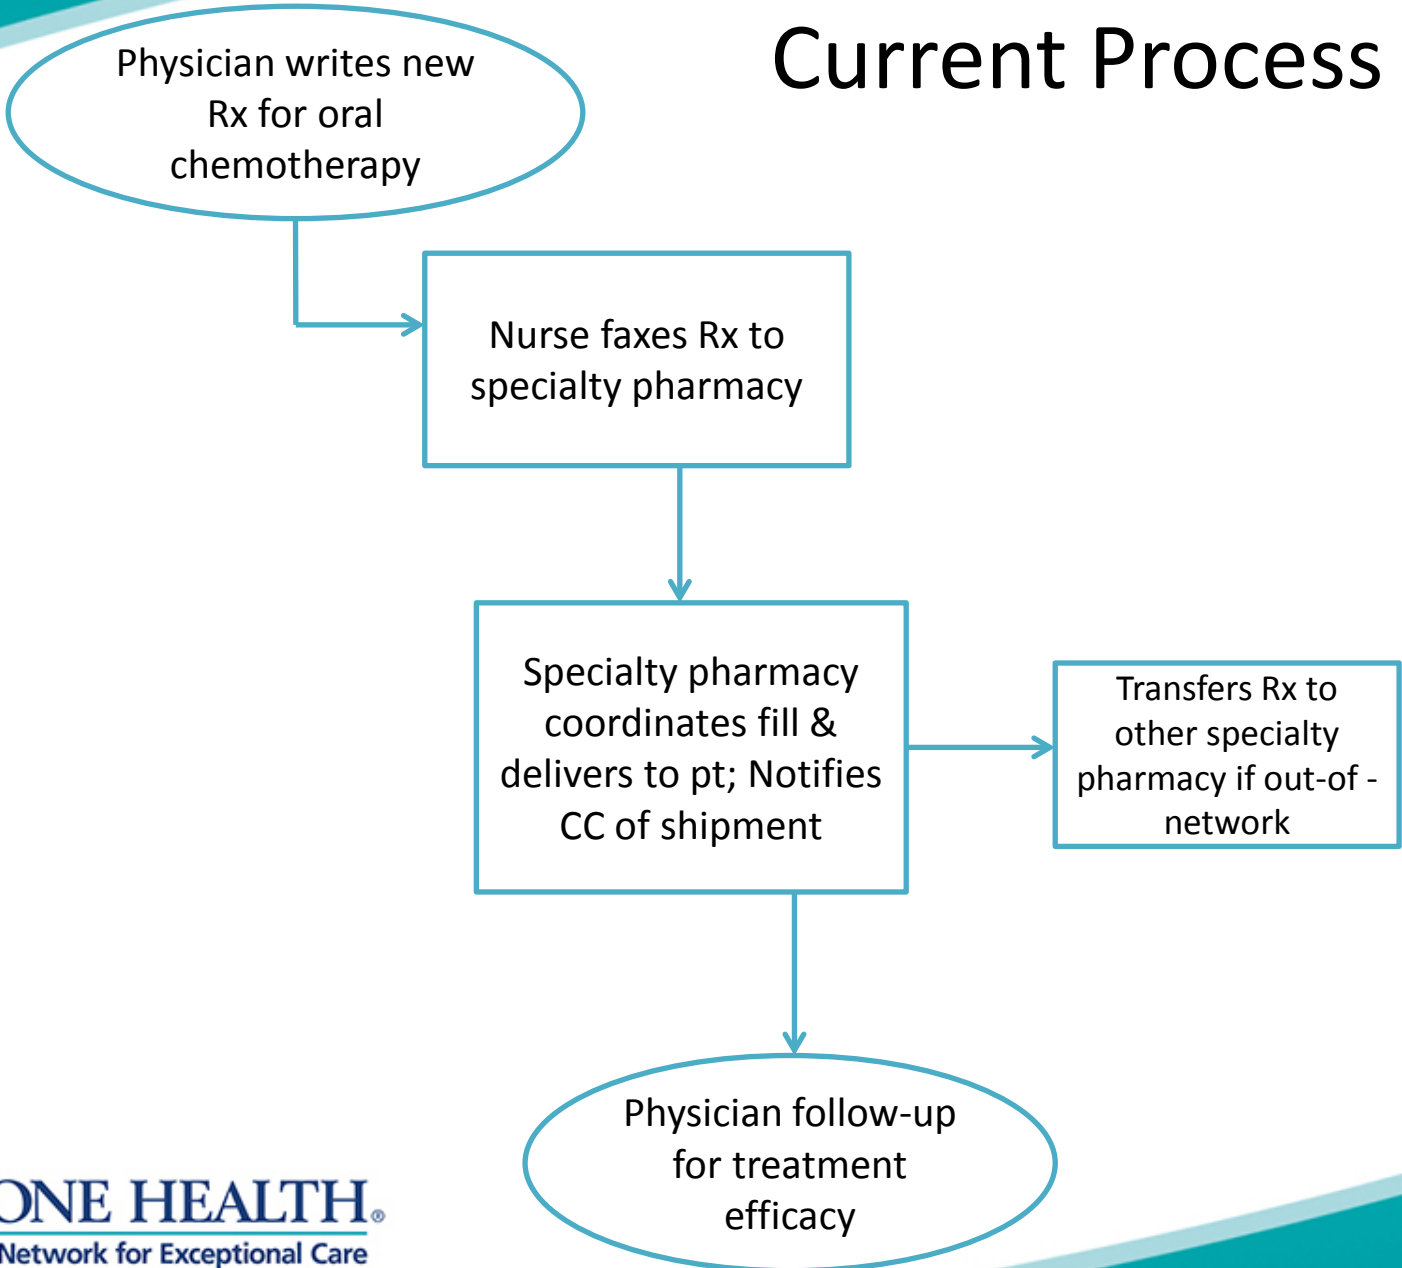 Current Process
Physician writes new
Rx for oral
chemotherapy
Nurse faxes Rx to
specialty pharmacy
Specialty pharmacy
coordinates fill &
delivers to pt; Notifies
CC of shipment
Transfers Rx to
other specialty
pharmacy if out-of -
network
Physician follow-up
for treatment
efficacy
ONE HEALTH®
Network for Exceptional Care